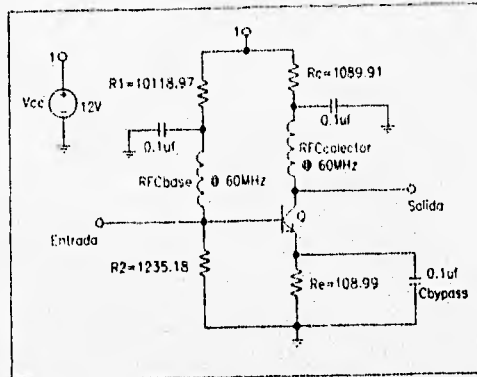 1
1
R1=10118.97
Rc=1089.91
Vcc
12V
0.1uf
0.1uf
RFCbase
@ 60MHz
RFCcolector
@ 60MHz
Salida
Q
Entrada
R2=1235.18
Re=108.99
0.1uf
Cbypass